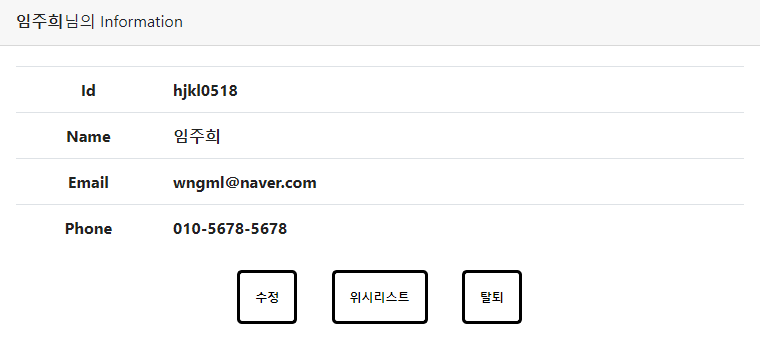 임주희님의 Information
Id hjkl0518
Name 임주희
Email wngml@naver.com
Phone 010-5678-5678
수정 위시리스트 탈퇴